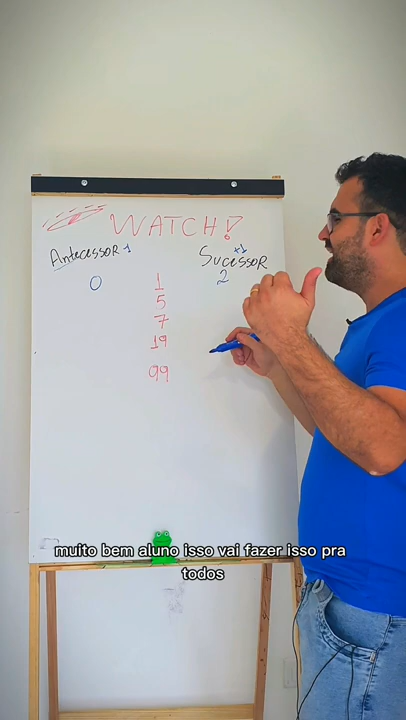 WATCH!
Antecessor -1
Sucessor +1
0 1 2
5
7
19
99
muito bem aluno isso vai fazer isso pra
todos